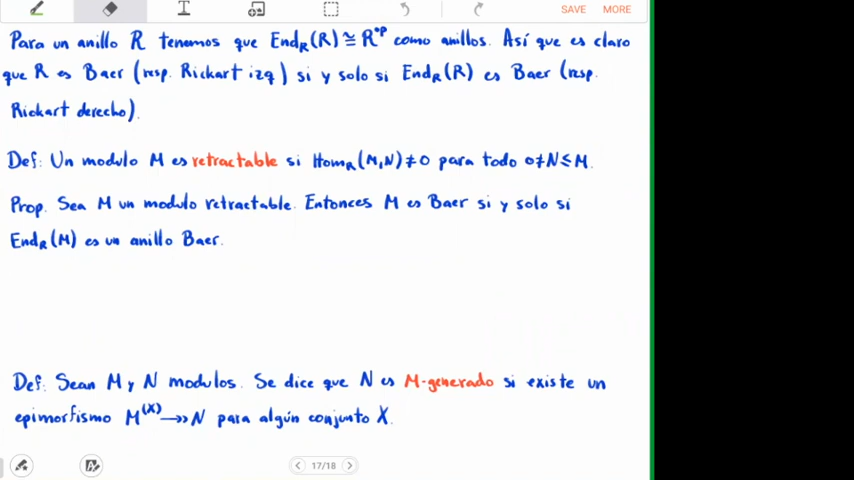 SAVE MORE
Para un anillo R tenemos que End_R(R) ≅ R^op como anillos. Así que es claro
que R es Baer (resp. Rickart izq) si y solo si End_R(R) es Baer (resp.
Rickart derecho).
Def: Un modulo M es retractable si Hom_R(M,N)≠0 para todo 0≠N≤M.
Prop. Sea M un modulo retractable. Entonces M es Baer si y solo si
End_R(M) es un anillo Baer.
Def: Sean M y N modulos. Se dice que N es M-generado si existe un
epimorfismo M^(X) →» N para algún conjunto X.
17/18